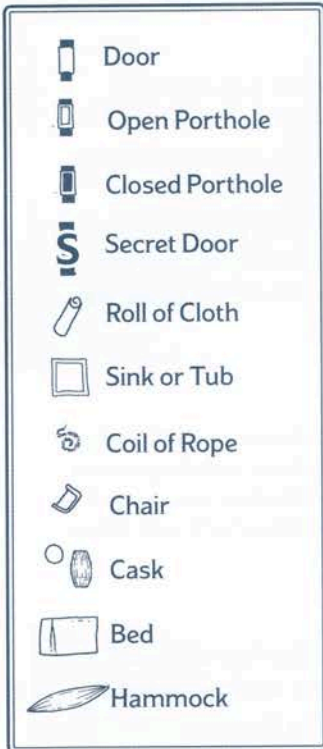 Door
Open Porthole
Closed Porthole
S Secret Door
Roll of Cloth
Sink or Tub
Coil of Rope
Chair
Cask
Bed
Hammock